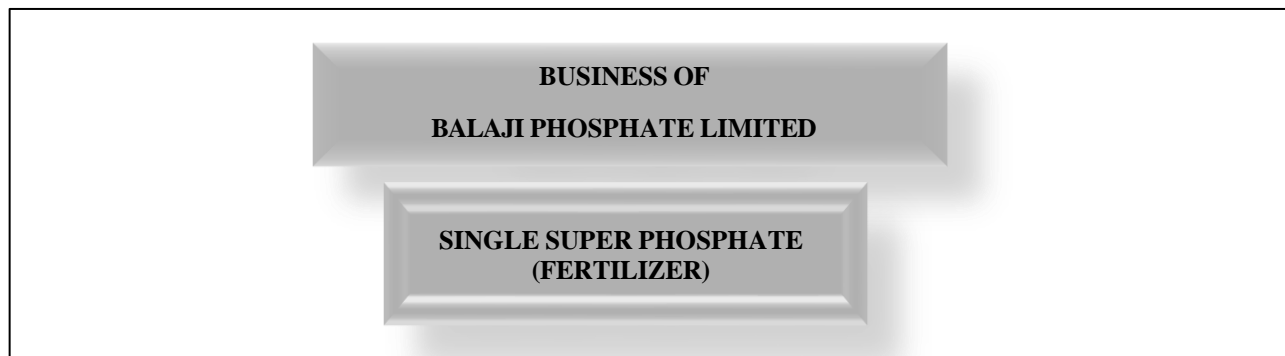 BUSINESS OF
BALAJI PHOSPHATE LIMITED
SINGLE SUPER PHOSPHATE
(FERTILIZER)